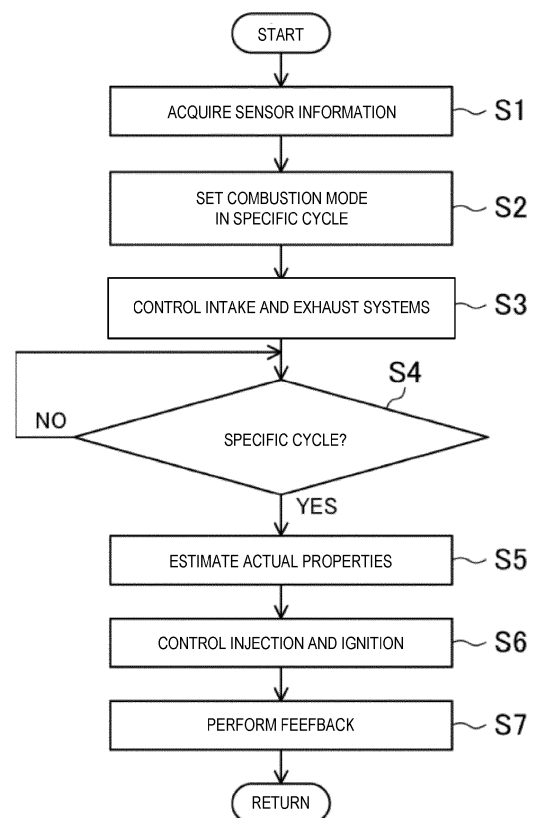 START
ACQUIRE SENSOR INFORMATION
S1
SET COMBUSTION MODE
IN SPECIFIC CYCLE
S2
CONTROL INTAKE AND EXHAUST SYSTEMS
S3
S4
NO
SPECIFIC CYCLE?
YES
ESTIMATE ACTUAL PROPERTIES
S5
CONTROL INJECTION AND IGNITION
S6
PERFORM FEEFBACK
S7
RETURN